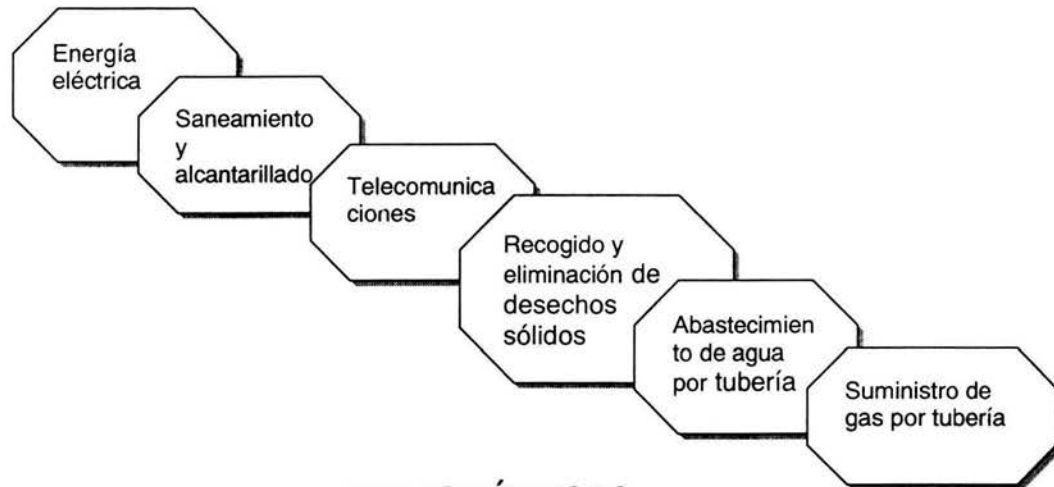 Energía
eléctrica
Saneamiento
y
alcantarillado
Telecomunica
ciones
Recogido y
eliminación de
desechos
sólidos
Abastecimien
to de agua
por tubería
Suministro de
gas por tubería